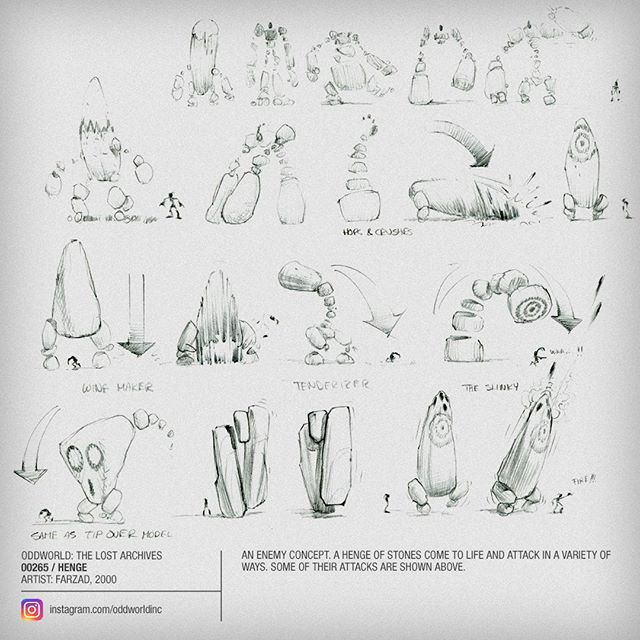 HOPS & CRUSHES
WINE MAKER
TENDERIZER
THE SLINKY
WHA... !!
SAME AS TIP OVER MODEL
FIRE!!!
ODDWORLD: THE LOST ARCHIVES
00265 / HENGE
ARTIST: FARZAD, 2000
instagram.com/oddworldinc
AN ENEMY CONCEPT. A HENGE OF STONES COME TO LIFE AND ATTACK IN A VARIETY OF
WAYS. SOME OF THEIR ATTACKS ARE SHOWN ABOVE.